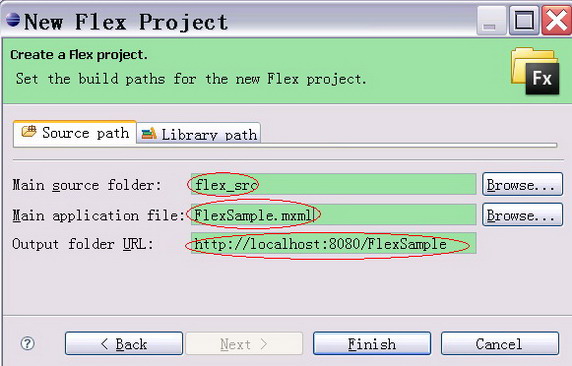 New Flex Project
Create a Flex project.
Set the build paths for the new Flex project.
Fx
Source path
Library path
Main source folder: flex_src Browse...
Main application file: FlexSample.mxml Browse...
Output folder URL: http://localhost:8080/FlexSample
?
< Back
Next >
Finish
Cancel